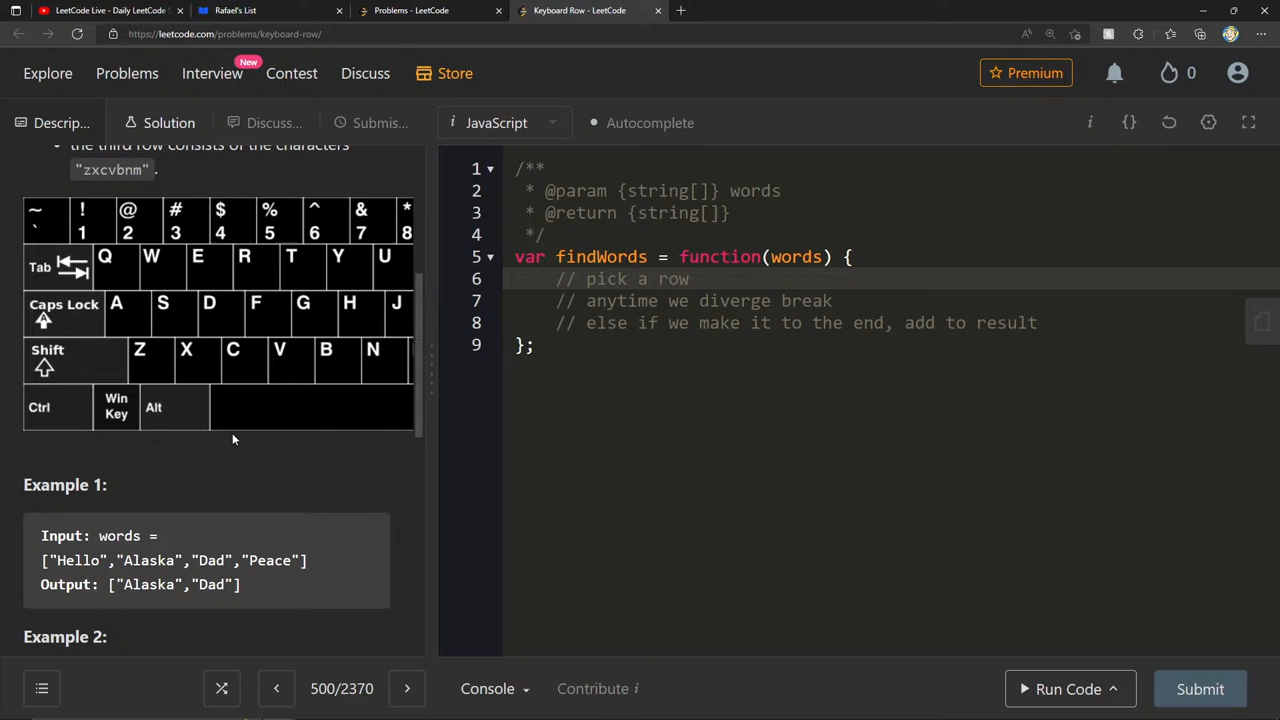 LeetCode Live - Daily LeetCode S
Rafael's List
Problems - LeetCode
Keyboard Row - LeetCode
https://leetcode.com/problems/keyboard-row/
Explore
Problems
Interview
New
Contest
Discuss
Store
Premium
0
Descrip...
Solution
Discuss...
Submis...
i JavaScript
Autocomplete
the third row consists of the characters
"zxcvbnm".
~ ! @ # $ % ^ & *
` 1 2 3 4 5 6 7 8
Tab Q W E R T Y U
Caps Lock A S D F G H J
Shift Z X C V B N
Ctrl Win Key Alt
Example 1:
Input: words =
["Hello","Alaska","Dad","Peace"]
Output: ["Alaska","Dad"]
Example 2:
1 /**
2 * @param {string[]} words
3 * @return {string[]}
4 */
5 var findWords = function(words) {
6 // pick a row
7 // anytime we diverge break
8 // else if we make it to the end, add to result
9 };
500/2370
Console
Contribute i
Run Code
Submit